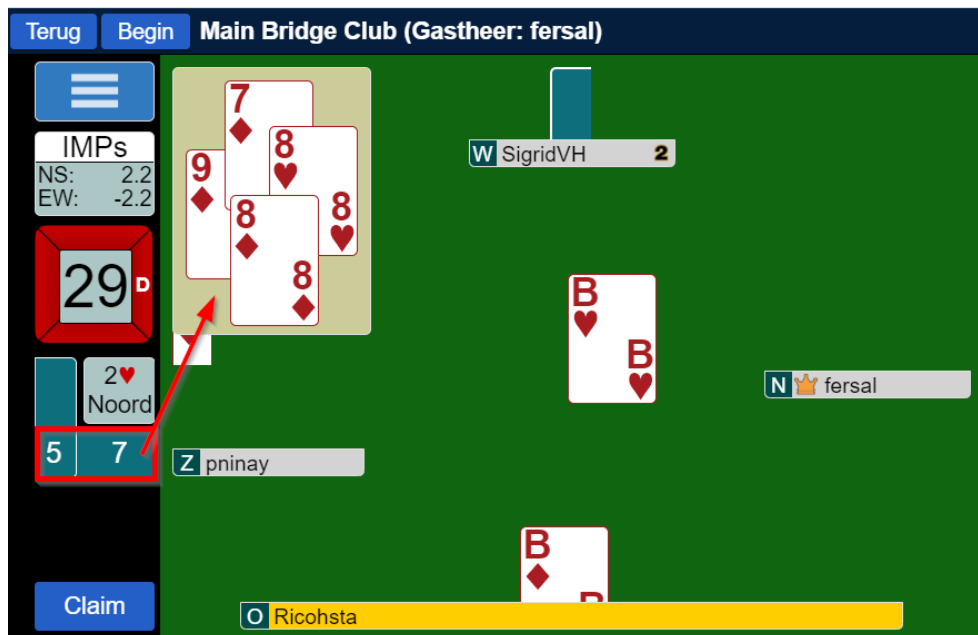 Terug Begin Main Bridge Club (Gastheer: fersal)
IMPs
NS: 2.2
EW: -2.2
29 D
2♥
Noord
5 7
Claim
7♦
9♦
8♥
8♥
8♦
8♦
W SigridVH 2
B♥
B♥
N fersal
Z pninay
B♦
O Ricohsta